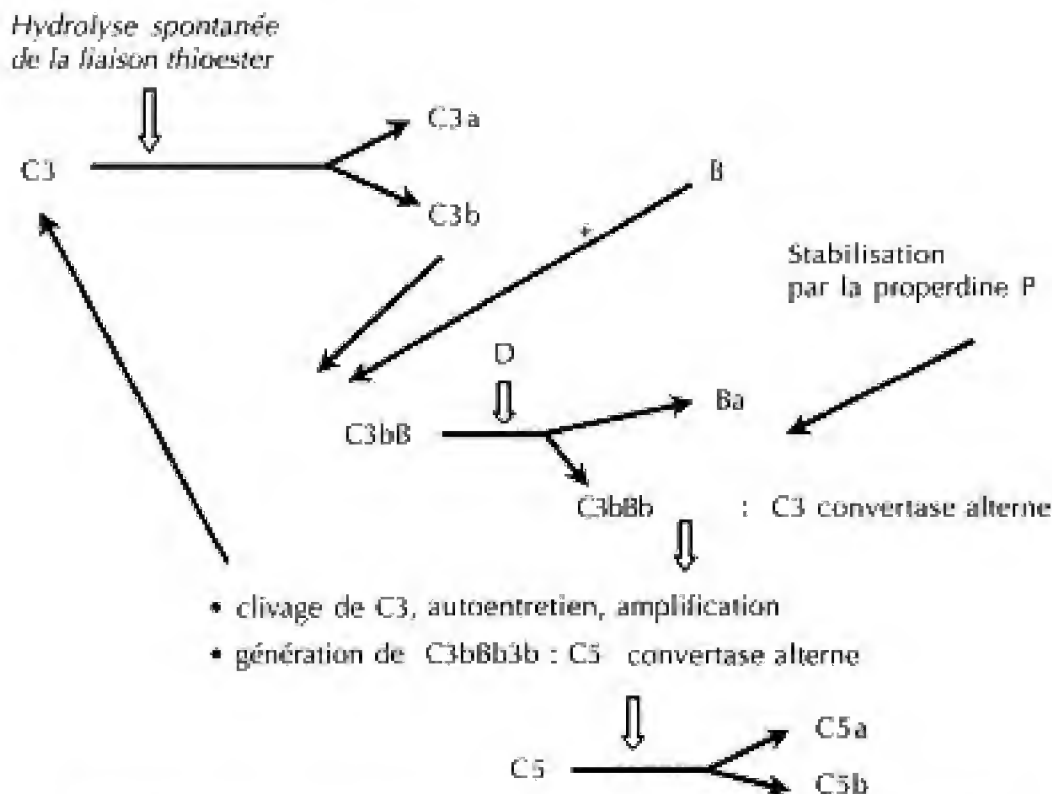 Hydrolyse spontanée
de la liaison thioester
C3a
C3
B
C3b
+
Stabilisation
par la properdine P
D
Ba
C3bB
C3bBb : C3 convertase alterne
• clivage de C3, autoentretien, amplification
• génération de C3bBb3b : C5 convertase alterne
C5a
C5
C5b